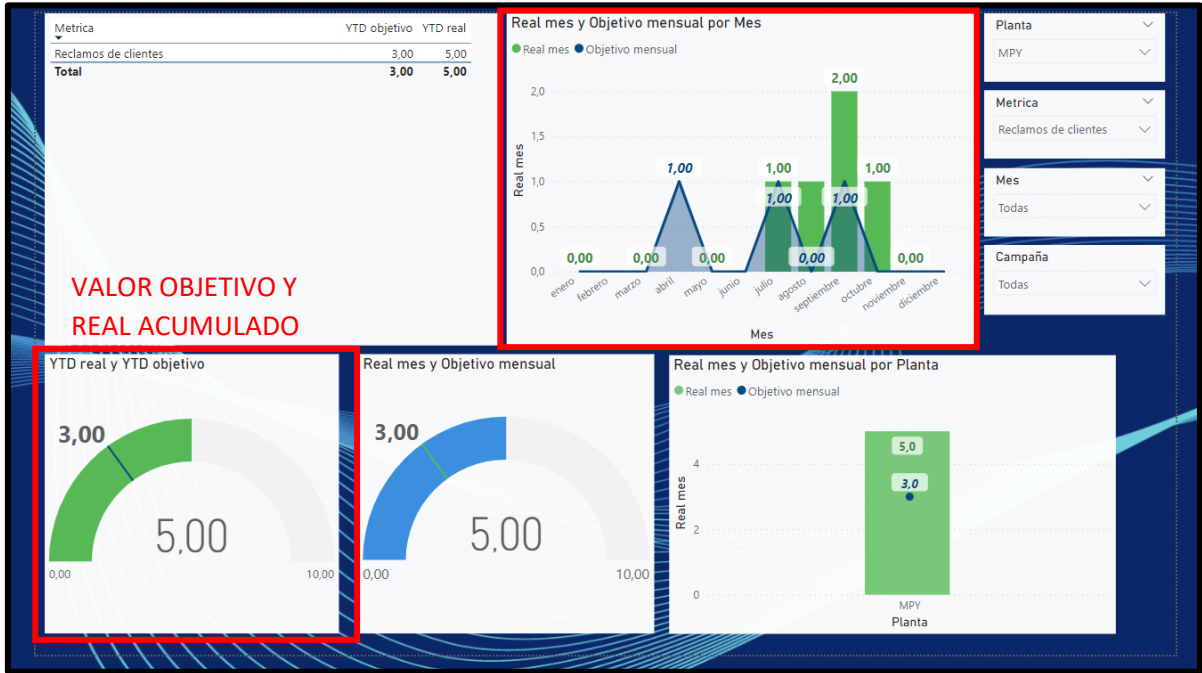 Metrica YTD objetivo YTD real
Reclamos de clientes 3,00 5,00
Total 3,00 5,00
Real mes y Objetivo mensual por Mes
Real mes Objetivo mensual
Real mes
2,0
1,5
1,0
0,5
0,0
2,00
1,00 1,00 1,00
1,00 1,00
0,00 0,00 0,00 0,00 0,00
enero febrero marzo abril mayo junio julio agosto septiembre octubre noviembre diciembre
Mes
Planta
MPY
Metrica
Reclamos de clientes
Mes
Todas
Campaña
Todas
VALOR OBJETIVO Y
REAL ACUMULADO
YTD real y YTD objetivo
3,00
5,00
0,00 10,00
Real mes y Objetivo mensual
3,00
5,00
0,00 10,00
Real mes y Objetivo mensual por Planta
Real mes Objetivo mensual
Real mes
4
2
0
5,0
3,0
MPY
Planta